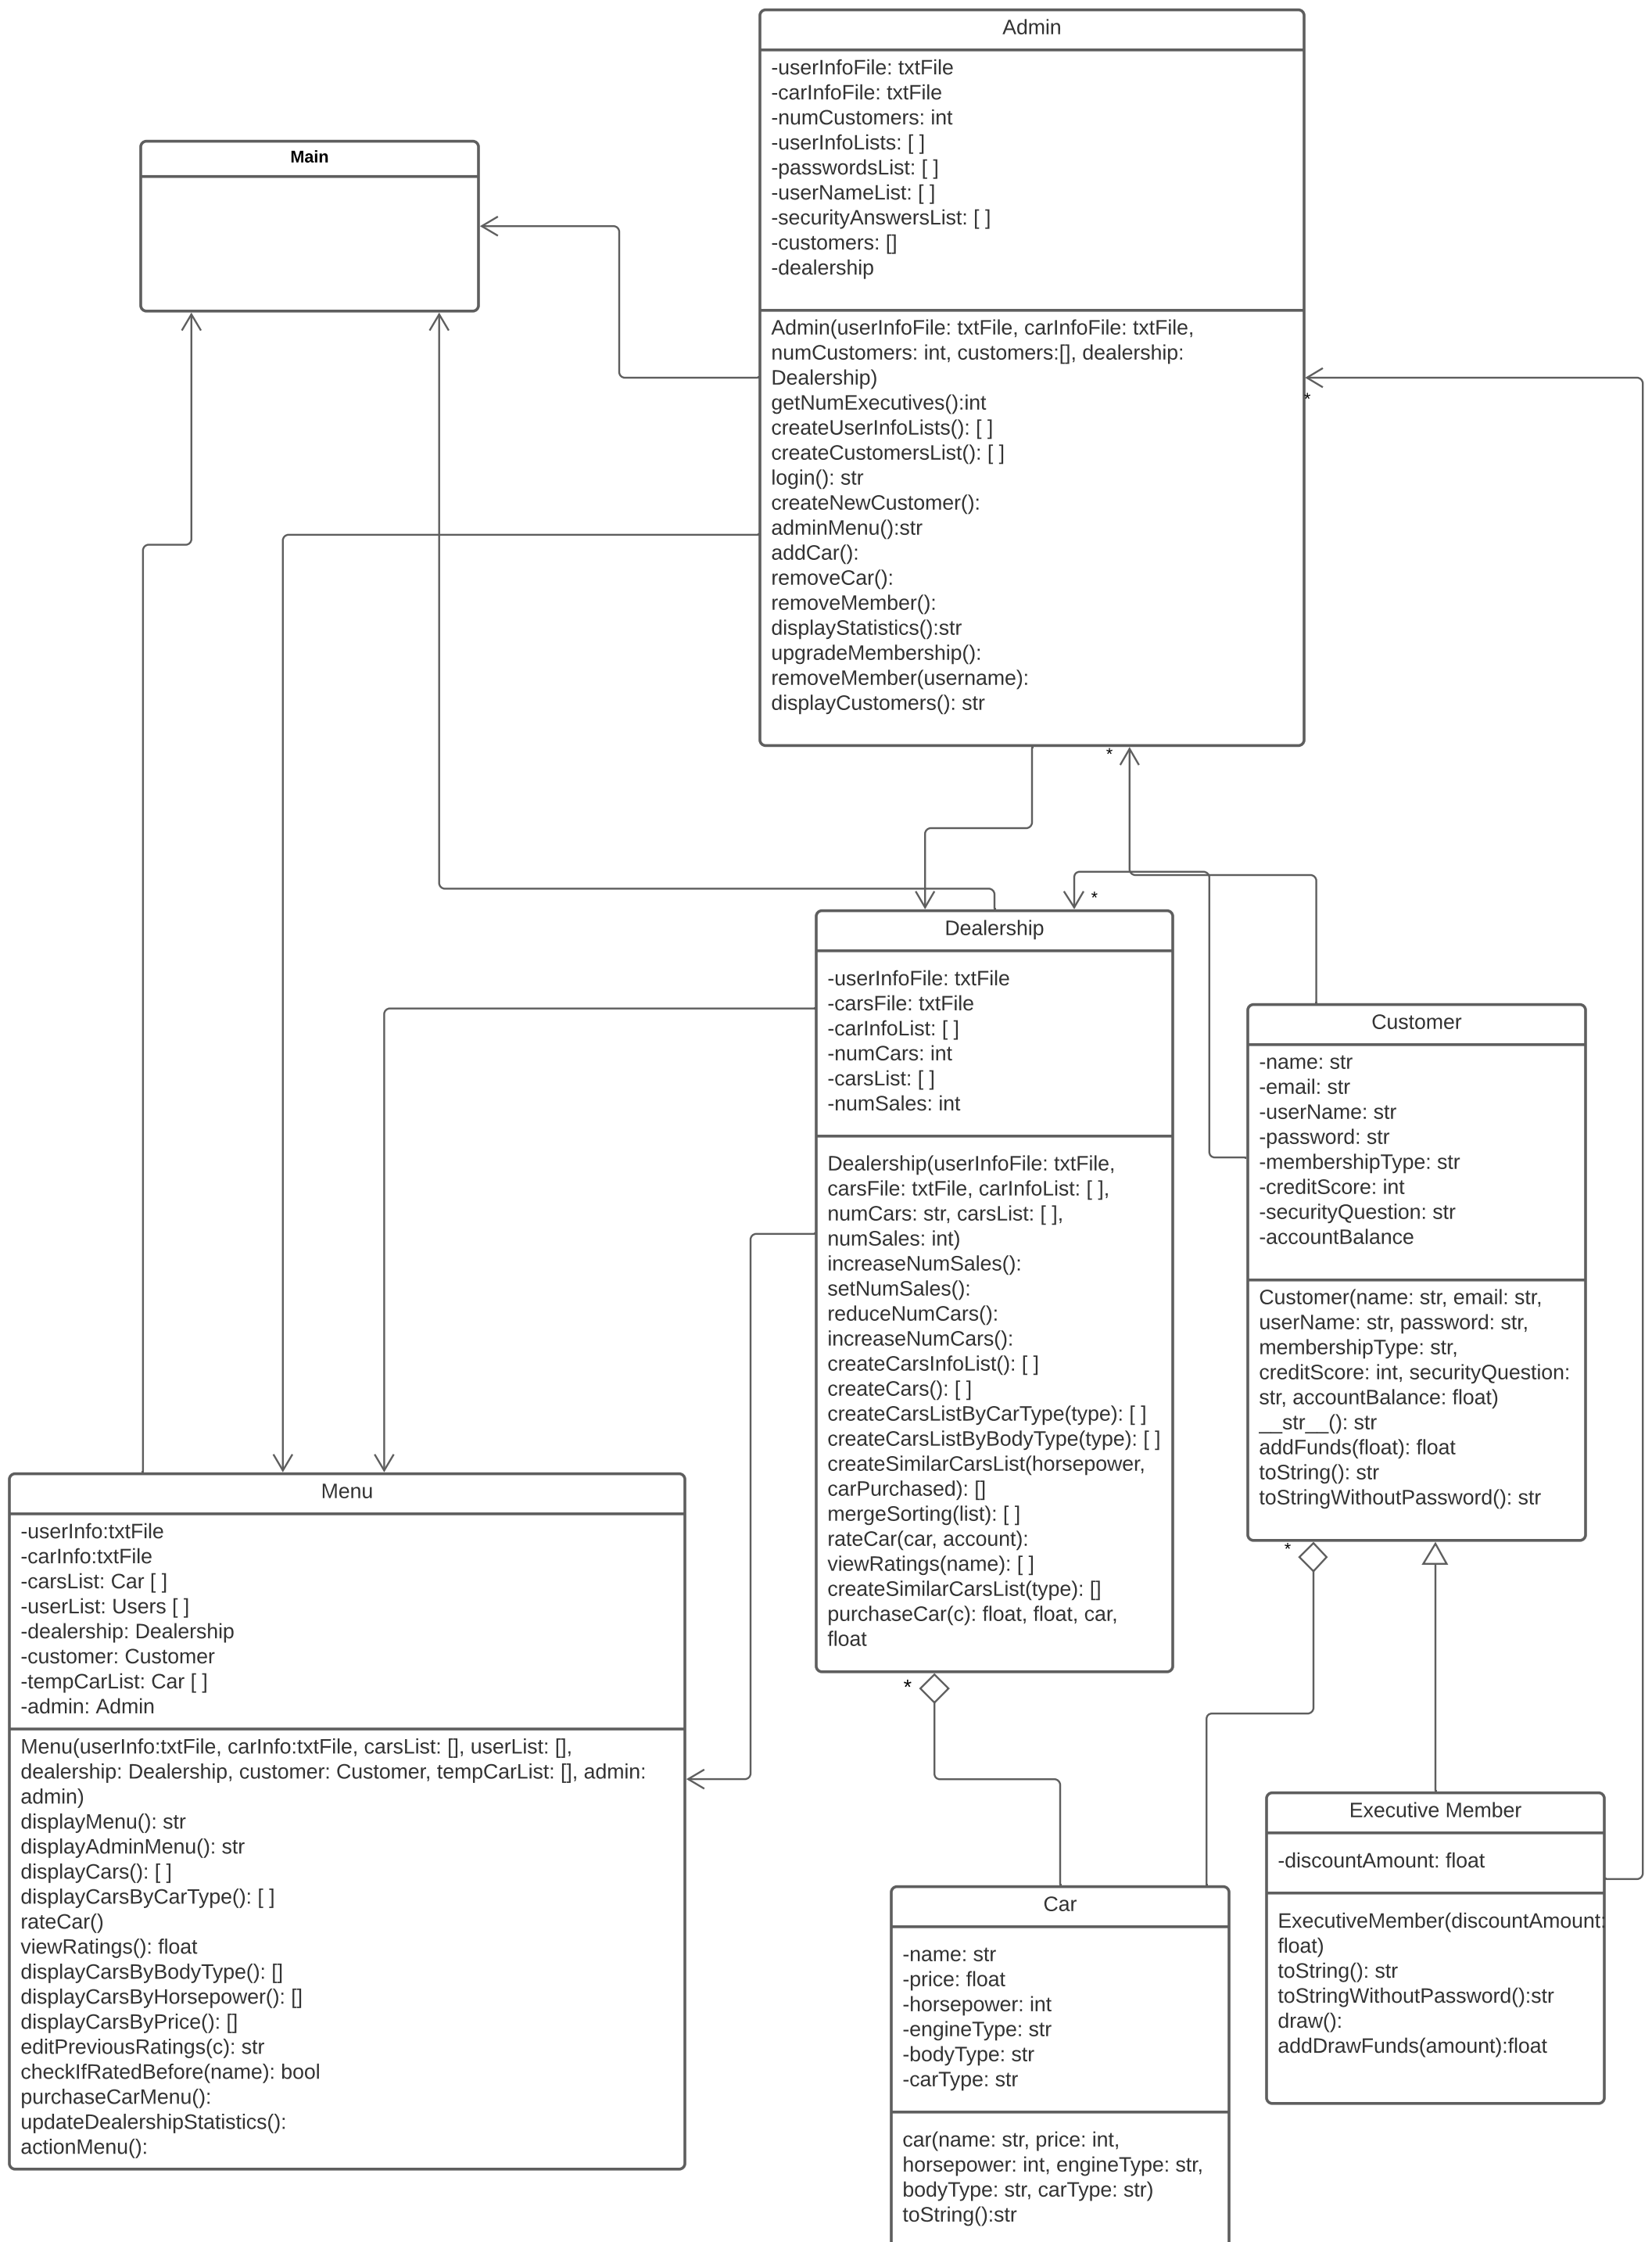 Admin
-userInfoFile: txtFile
-carInfoFile: txtFile
-numCustomers: int
-userInfoLists: [ ]
-passwordsList: [ ]
-userNameList: [ ]
-securityAnswersList: [ ]
-customers: []
-dealership
Admin(userInfoFile: txtFile, carInfoFile: txtFile,
numCustomers: int, customers:[], dealership:
Dealership)
getNumExecutives():int
createUserInfoLists(): [ ]
createCustomersList(): [ ]
login(): str
createNewCustomer():
adminMenu():str
addCar():
removeCar():
removeMember():
displayStatistics():str
upgradeMembership():
removeMember(username):
displayCustomers(): str
Main
*
*
*
Dealership
-userInfoFile: txtFile
-carsFile: txtFile
-carInfoList: [ ]
-numCars: int
-carsList: [ ]
-numSales: int
Dealership(userInfoFile: txtFile,
carsFile: txtFile, carInfoList: [ ],
numCars: str, carsList: [ ],
numSales: int)
increaseNumSales():
setNumSales():
reduceNumCars():
increaseNumCars():
createCarsInfoList(): [ ]
createCars(): [ ]
createCarsListByCarType(type): [ ]
createCarsListByBodyType(type): [ ]
createSimilarCarsList(horsepower,
carPurchased): []
mergeSorting(list): [ ]
rateCar(car, account):
viewRatings(name): [ ]
createSimilarCarsList(type): []
purchaseCar(c): float, float, car,
float
*
Customer
-name: str
-email: str
-userName: str
-password: str
-membershipType: str
-creditScore: int
-securityQuestion: str
-accountBalance
Customer(name: str, email: str,
userName: str, password: str,
membershipType: str,
creditScore: int, securityQuestion:
str, accountBalance: float)
__str__(): str
addFunds(float): float
toString(): str
toStringWithoutPassword(): str
*
Menu
-userInfo:txtFile
-carInfo:txtFile
-carsList: Car [ ]
-userList: Users [ ]
-dealership: Dealership
-customer: Customer
-tempCarList: Car [ ]
-admin: Admin
Menu(userInfo:txtFile, carInfo:txtFile, carsList: [], userList: [],
dealership: Dealership, customer: Customer, tempCarList: [], admin:
admin)
displayMenu(): str
displayAdminMenu(): str
displayCars(): [ ]
displayCarsByCarType(): [ ]
rateCar()
viewRatings(): float
displayCarsByBodyType(): []
displayCarsByHorsepower(): []
displayCarsByPrice(): []
editPreviousRatings(c): str
checkIfRatedBefore(name): bool
purchaseCarMenu():
updateDealershipStatistics():
actionMenu():
Car
-name: str
-price: float
-horsepower: int
-engineType: str
-bodyType: str
-carType: str
car(name: str, price: int,
horsepower: int, engineType: str,
bodyType: str, carType: str)
toString():str
Executive Member
-discountAmount: float
ExecutiveMember(discountAmount:
float)
toString(): str
toStringWithoutPassword():str
draw():
addDrawFunds(amount):float